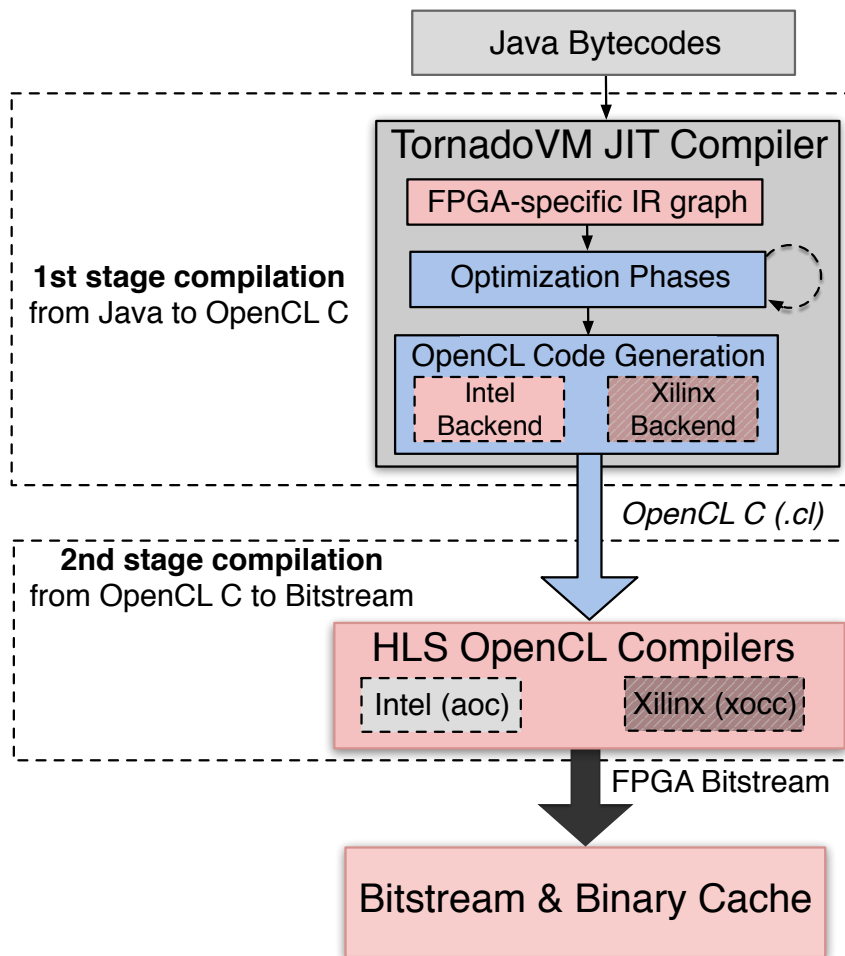 Java Bytecodes
TornadoVM JIT Compiler
FPGA-specific IR graph
1st stage compilation
from Java to OpenCL C
Optimization Phases
OpenCL Code Generation
Intel
Backend
Xilinx
Backend
OpenCL C (.cl)
2nd stage compilation
from OpenCL C to Bitstream
HLS OpenCL Compilers
Intel (aoc)
Xilinx (xocc)
FPGA Bitstream
Bitstream & Binary Cache